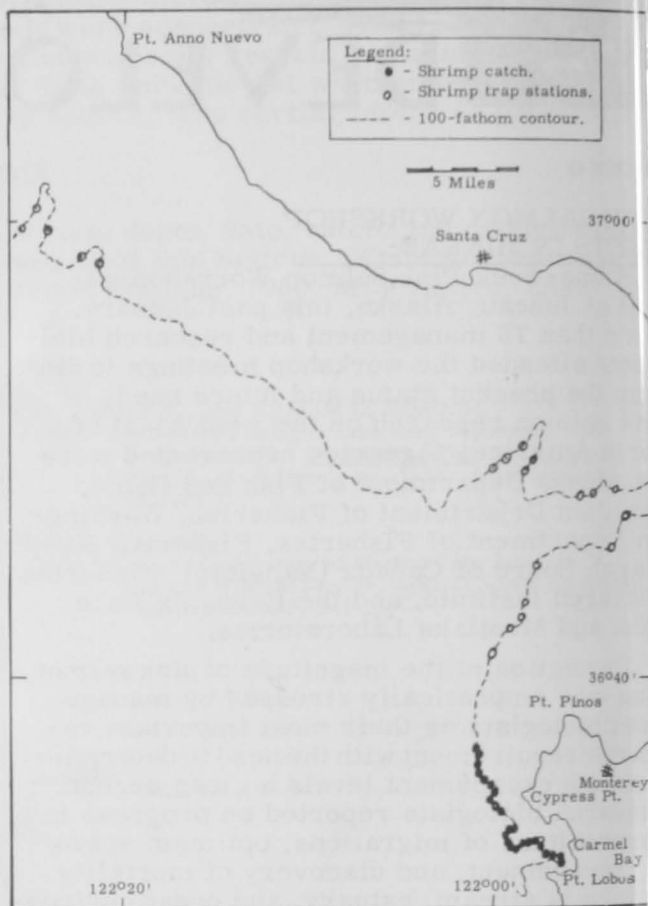 Pt. Anno Nuevo
Legend:
- Shrimp catch.
- Shrimp trap stations.
- 100-fathom contour.
5 Miles
37°00'
Santa Cruz
36°40'
Pt. Pinos
Monterey
Cypress Pt.
Carmel
Bay
Pt. Lobos
122°20'
122°00'